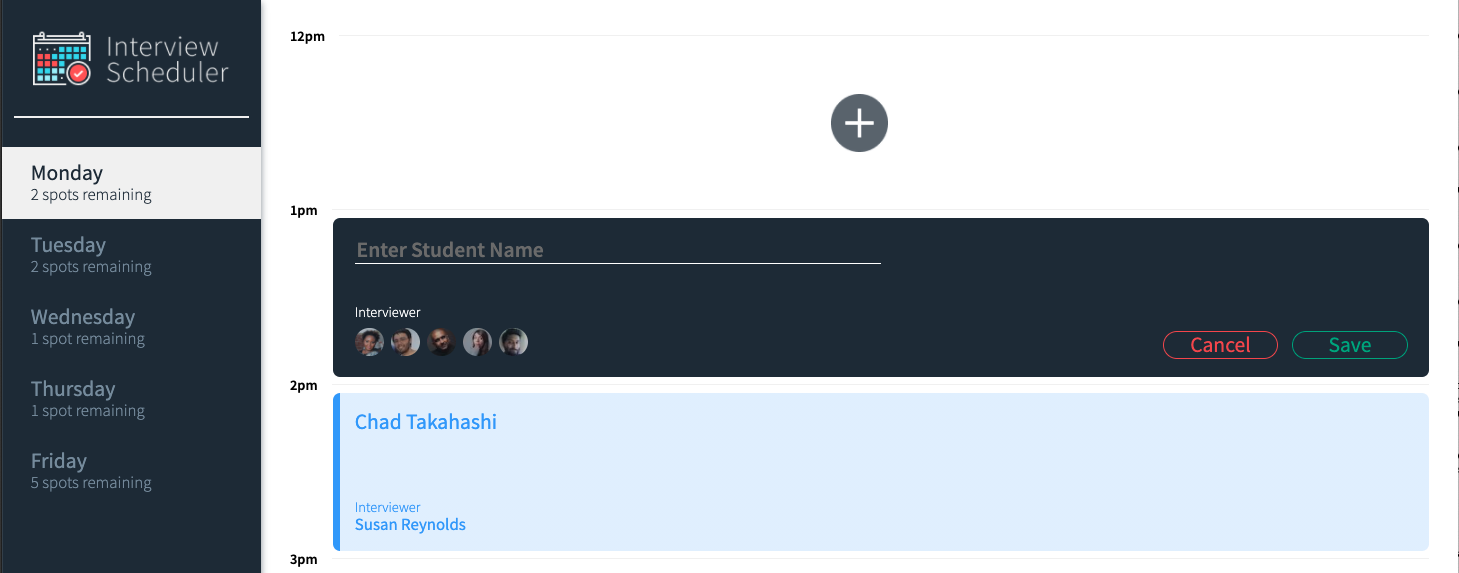 Interview
Scheduler
Monday
2 spots remaining
Tuesday
2 spots remaining
Wednesday
1 spot remaining
Thursday
1 spot remaining
Friday
5 spots remaining
12pm
1pm
Enter Student Name
Interviewer
Cancel
Save
2pm
Chad Takahashi
Interviewer
Susan Reynolds
3pm